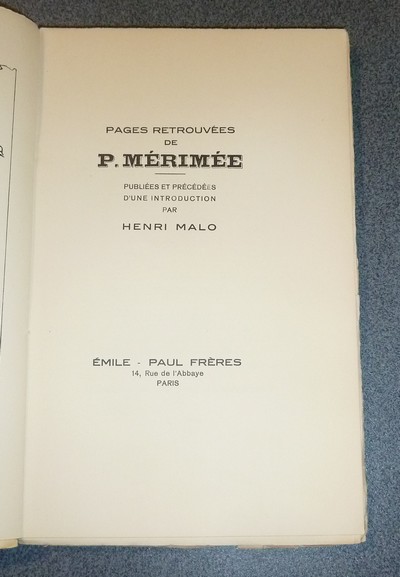 PAGES RETROUVÉES
DE
P. MÉRIMÉE
PUBLIÉES ET PRÉCÉDÉES
D'UNE INTRODUCTION
PAR
HENRI MALO
ÉMILE - PAUL FRÈRES
14, Rue de l'Abbaye
PARIS